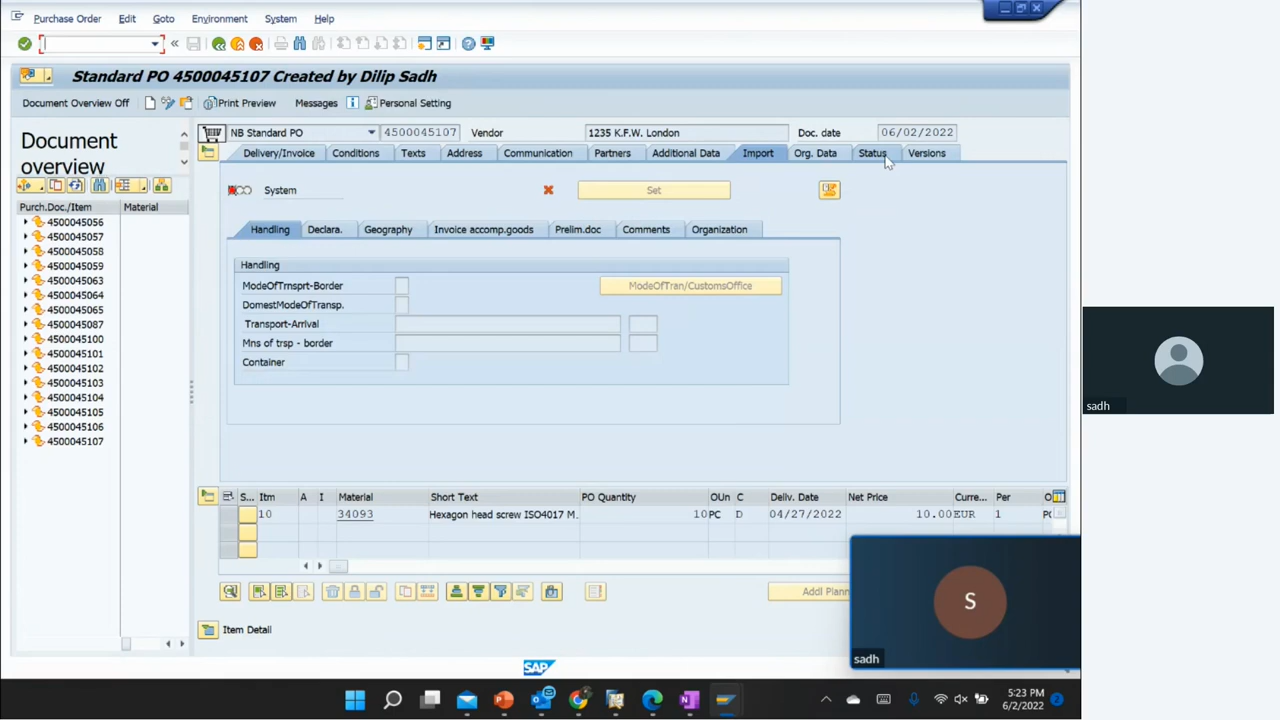 Purchase Order Edit Goto Environment System Help
Standard PO 4500045107 Created by Dilip Sadh
Document Overview Off Print Preview Messages Personal Setting
Document overview
NB Standard PO 4500045107 Vendor 1235 K.F.W. London Doc. date 06/02/2022
Delivery/Invoice Conditions Texts Address Communication Partners Additional Data Import Org. Data Status Versions
System Set
Purch.Doc./Item Material
4500045056
4500045057
4500045058
4500045059
4500045063
4500045064
4500045065
4500045087
4500045100
4500045101
4500045102
4500045103
4500045104
4500045105
4500045106
4500045107
Handling Declara. Geography Invoice accomp.goods Prelim.doc Comments Organization
Handling
ModeOfTrnsprt-Border ModeOfTran/CustomsOffice
DomestModeOfTransp.
Transport-Arrival
Mns of trsp - border
Container
S... Itm A I Material Short Text PO Quantity OUn C Deliv. Date Net Price Curre... Per O
10 34093 Hexagon head screw ISO4017 M. 10 PC D 04/27/2022 10.00 EUR 1 P
Addl Plann
Item Detail
SAP
S
sadh
sadh
5:23 PM
6/2/2022